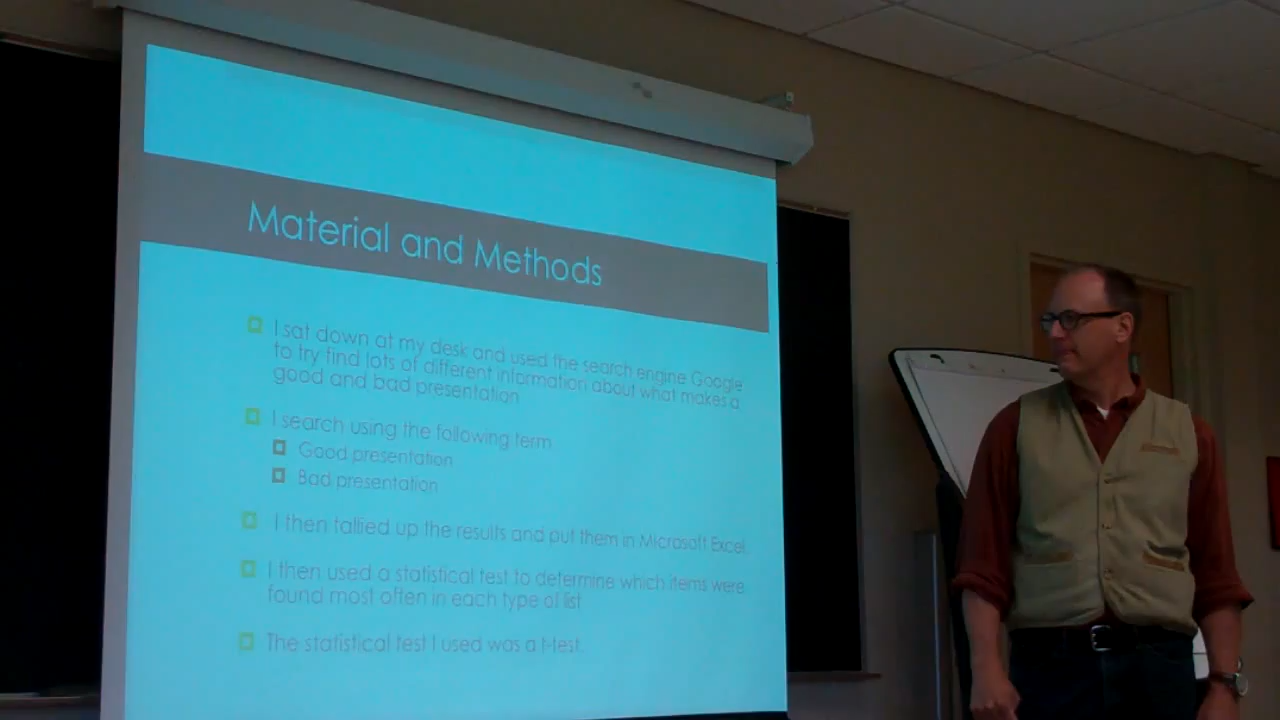 Material and Methods
I sat down at my desk and used the search engine Google
to try find lots of different information about what makes a
good and bad presentation
I search using the following term
Good presentation
Bad presentation
I then tallied up the results and put them in Microsoft Excel
I then used a statistical test to determine which items were
found most often in each type of list
The statistical test I used was a t-test.